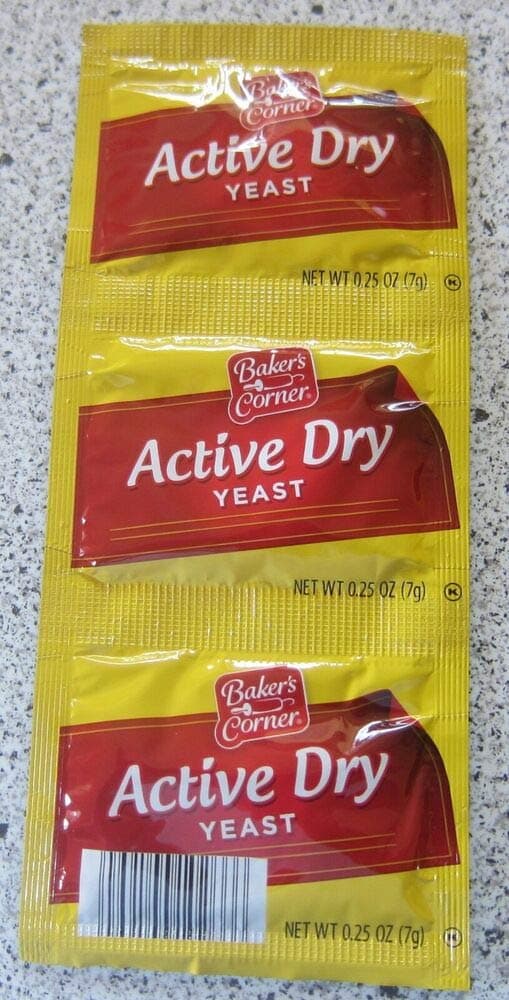 Baker's
Corner
Active Dry
YEAST
NET WT 0.25 OZ (7g) K
Baker's
Corner®
Active Dry
YEAST
NET WT 0.25 OZ (7g) K
Baker's
Corner®
Active Dry
YEAST
NET WT 0.25 OZ (7g) K